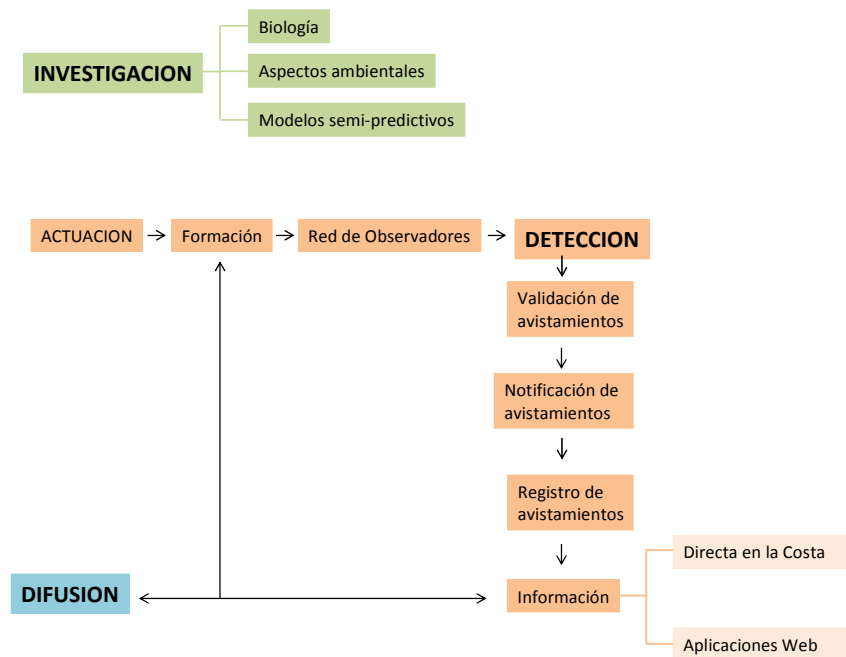 Biología
INVESTIGACION
Aspectos ambientales
Modelos semi-predictivos
ACTUACION
Formación
Red de Observadores
DETECCION
Validación de
avistamientos
Notificación de
avistamientos
Registro de
avistamientos
Directa en la Costa
DIFUSION
Información
Aplicaciones Web